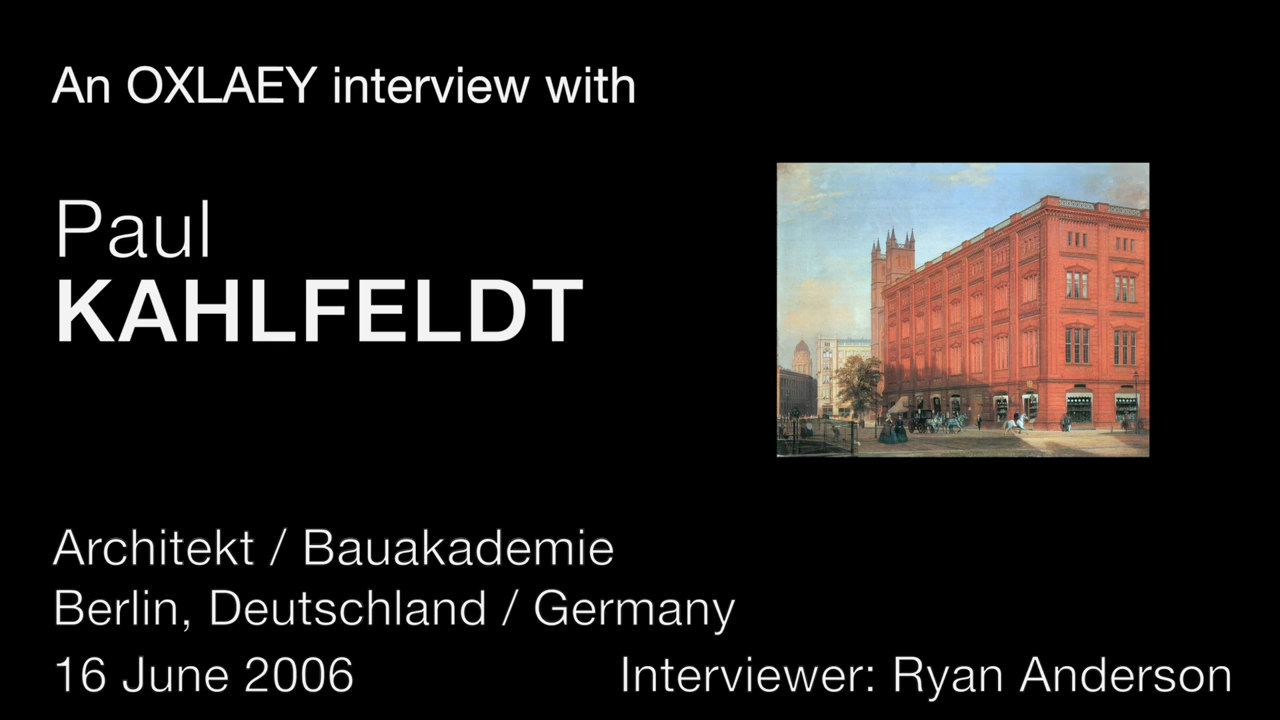 An OXLAEY interview with
Paul
KAHLFELDT
Architekt / Bauakademie
Berlin, Deutschland / Germany
16 June 2006
Interviewer: Ryan Anderson